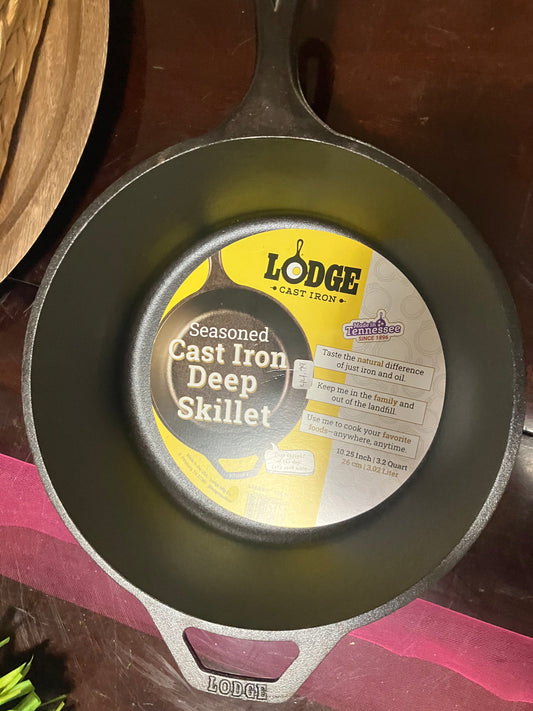 LODGE
CAST IRON
Made in
Tennessee
SINCE 1896
Seasoned
Cast Iron
Deep
Skillet
Taste the natural difference
of just iron and oil.
Keep me in the family and
out of the landfill.
Use me to cook your favorite
foods—anywhere, anytime.
10.25 Inch | 3.2 Quart
26 cm | 3.02 Liter
LODGE